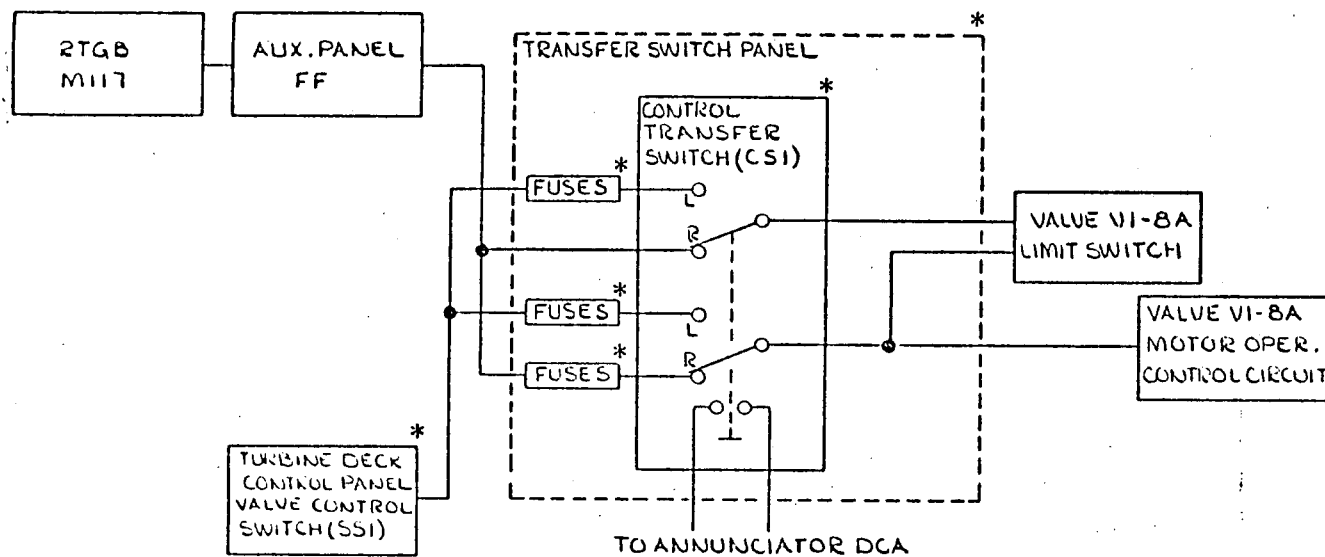 2TGB
M117
AUX. PANEL
FF
*
TRANSFER SWITCH PANEL
*
CONTROL
TRANSFER
SWITCH (CS1)
*
FUSES
L
R
*
FUSES
L
*
FUSES
R
VALUE V1-8A
LIMIT SWITCH
VALUE V1-8A
MOTOR OPER.
CONTROL CIRCUIT
*
TURBINE DECK
CONTROL PANEL
VALVE CONTROL
SWITCH (SS1)
TO ANNUNCIATOR DCA